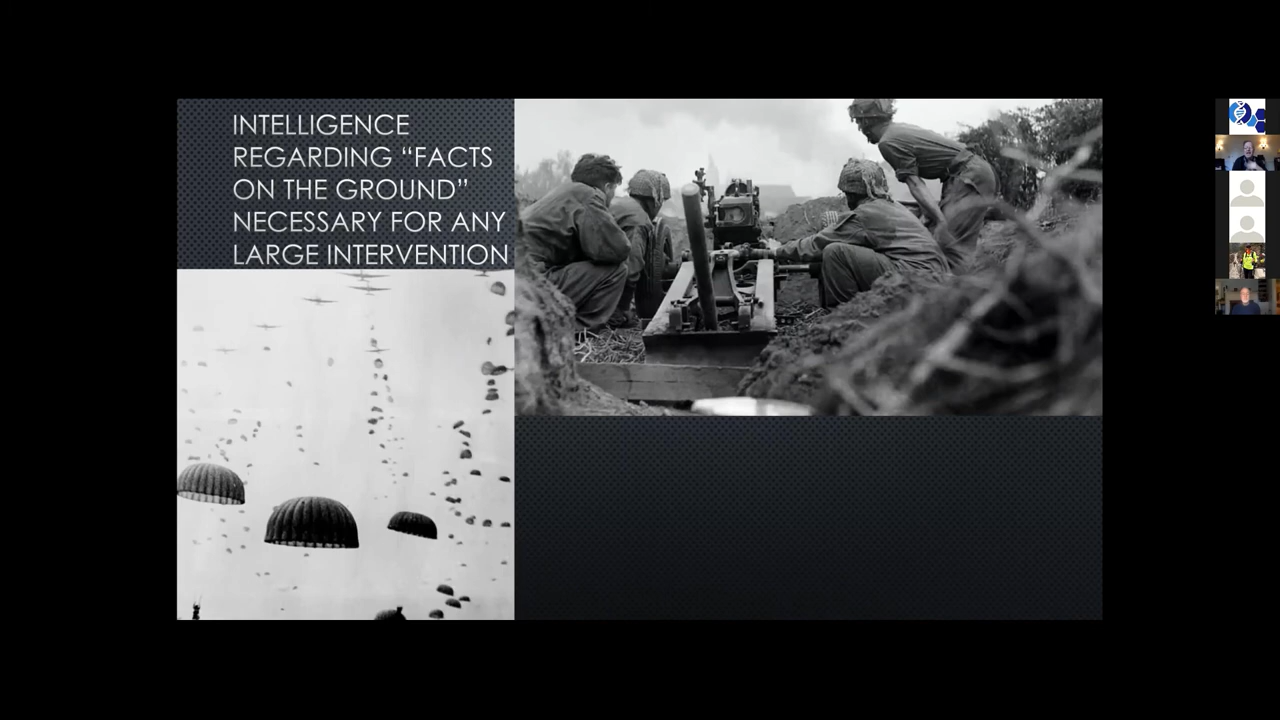 INTELLIGENCE
REGARDING “FACTS
ON THE GROUND”
NECESSARY FOR ANY
LARGE INTERVENTION